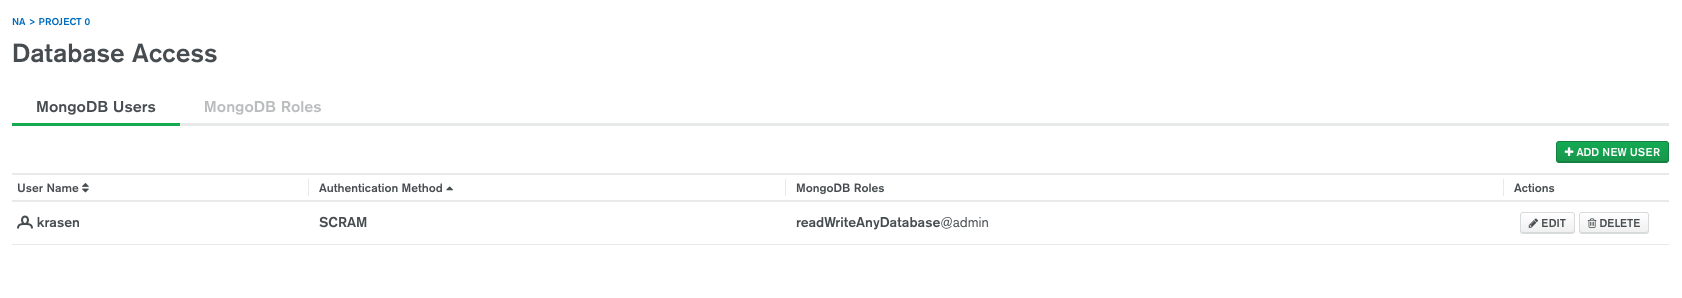 NA > PROJECT 0
Database Access
MongoDB Users MongoDB Roles
ADD NEW USER
User Name Authentication Method MongoDB Roles Actions
krasen SCRAM readWriteAnyDatabase@admin EDIT DELETE